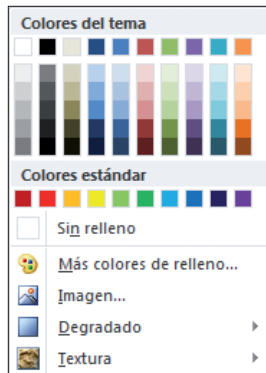 Colores del tema
Colores estándar
Sin relleno
Más colores de relleno...
Imagen...
Degradado
Textura